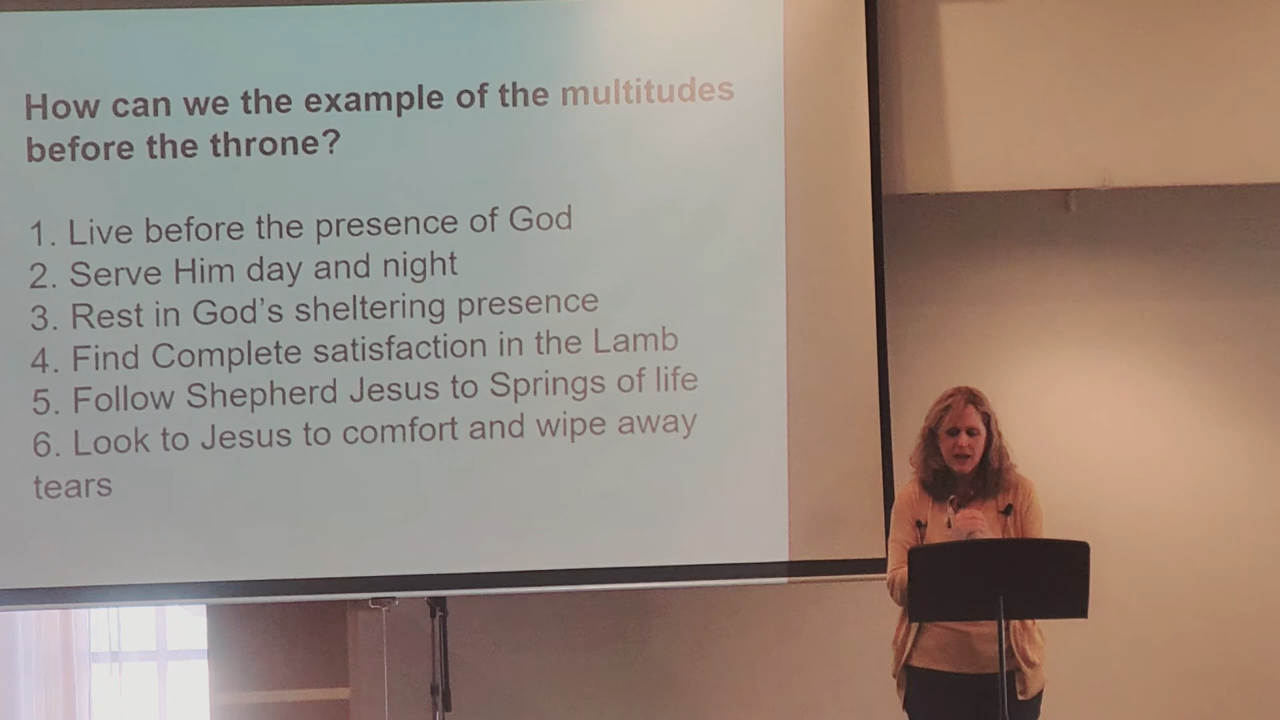 How can we the example of the multitudes
before the throne?
1. Live before the presence of God
2. Serve Him day and night
3. Rest in God's sheltering presence
4. Find Complete satisfaction in the Lamb
5. Follow Shepherd Jesus to Springs of life
6. Look to Jesus to comfort and wipe away
tears